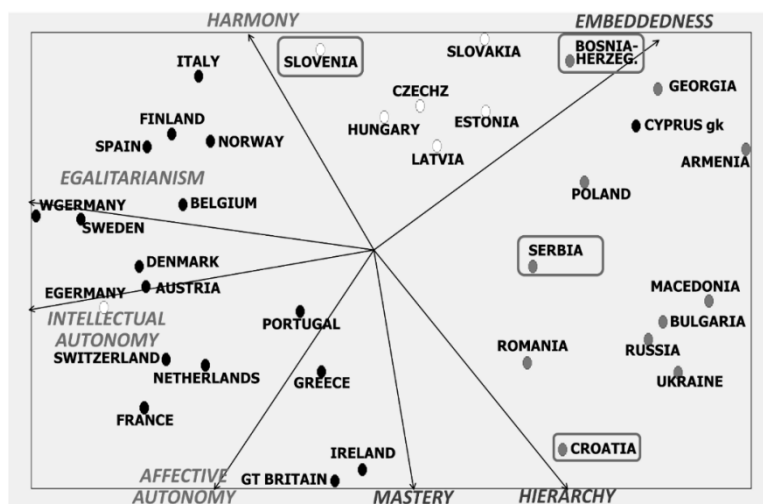 HARMONY
EMBEDDEDNESS
ITALY
SLOVENIA
SLOVAKIA
BOSNIA-
HERZEG.
GEORGIA
CZECHZ
FINLAND
HUNGARY
ESTONIA
CYPRUS gk
SPAIN
NORWAY
LATVIA
ARMENIA
EGALITARIANISM
POLAND
WGERMANY
BELGIUM
SWEDEN
SERBIA
DENMARK
MACEDONIA
EGERMANY
AUSTRIA
INTELLECTUAL
AUTONOMY
PORTUGAL
BULGARIA
ROMANIA
RUSSIA
SWITZERLAND
NETHERLANDS
GREECE
UKRAINE
FRANCE
IRELAND
CROATIA
AFFECTIVE
AUTONOMY
GT BRITAIN
MASTERY
HIERARCHY